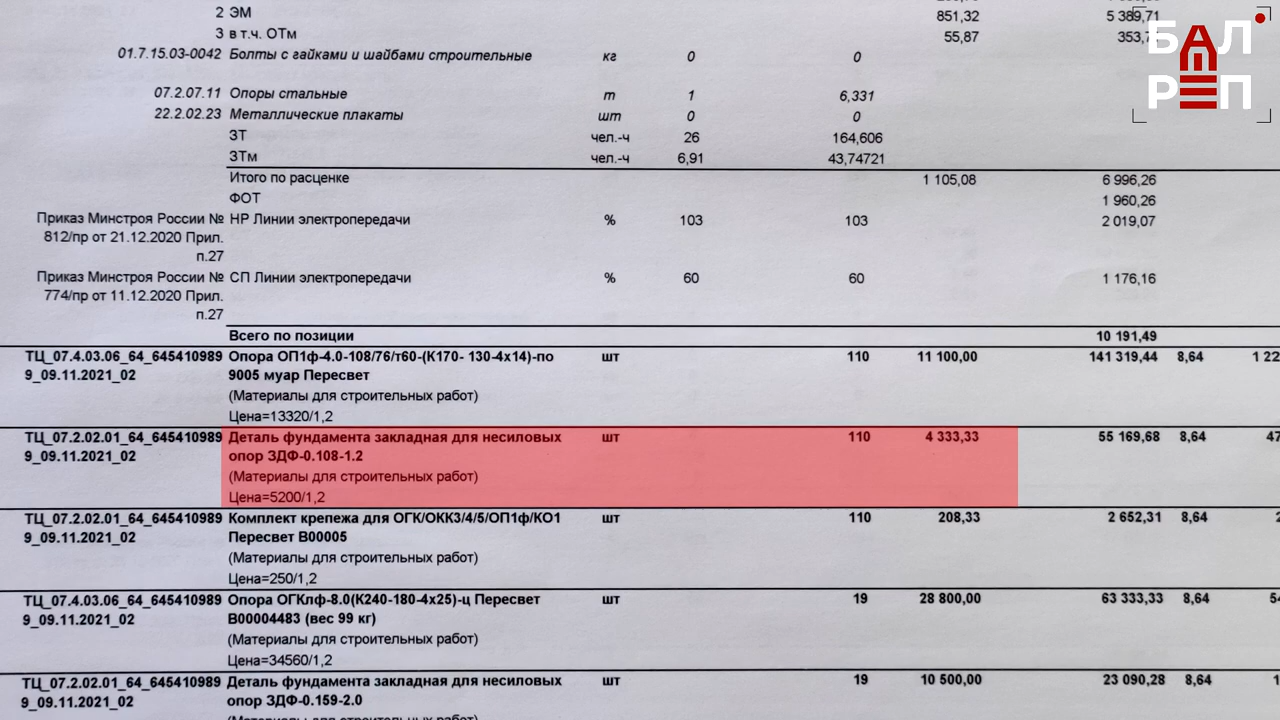 2 ЭМ 851,32 5 389,71
3 в т.ч. ОТм 55,87
01.7.15.03-0042 Болты с гайками и шайбами строительные кг 0 0
07.2.07.11 Опоры стальные т 1 6,331
22.2.02.23 Металлические плакаты шт 0 0
ЗТ чел.-ч 26 164,606
ЗТм чел.-ч 6,91 43,74721
Итого по расценке 1 105,08 6 996,26
ФОТ 1 960,26
Приказ Минстроя России № НР Линии электропередачи % 103 103 2 019,07
812/пр от 21.12.2020 Прил.
п.27
Приказ Минстроя России № СП Линии электропередачи % 60 60 1 176,16
774/пр от 11.12.2020 Прил.
п.27
Всего по позиции 10 191,49
ТЦ_07.4.03.06_64_645410989 Опора ОП1ф-4.0-108/76/т60-(К170- 130-4х14)-по шт 110 11 100,00 141 319,44 8,64 1 22
9_09.11.2021_02 9005 муар Пересвет
(Материалы для строительных работ)
Цена=13320/1,2
ТЦ_07.2.02.01_64_645410989 Деталь фундамента закладная для несиловых шт 110 4 333,33 55 169,68 8,64 47
9_09.11.2021_02 опор ЗДФ-0.108-1.2
(Материалы для строительных работ)
Цена=5200/1,2
ТЦ_07.2.02.01_64_645410989 Комплект крепежа для ОГК/ОКК3/4/5/ОП1ф/КО1 шт 110 208,33 2 652,31 8,64 2
9_09.11.2021_02 Пересвет В00005
(Материалы для строительных работ)
Цена=250/1,2
ТЦ_07.4.03.06_64_645410989 Опора ОГКлф-8.0(К240-180-4х25)-ц Пересвет шт 19 28 800,00 63 333,33 8,64 54
9_09.11.2021_02 В00004483 (вес 99 кг)
(Материалы для строительных работ)
Цена=34560/1,2
ТЦ_07.2.02.01_64_645410989 Деталь фундамента закладная для несиловых шт 19 10 500,00 23 090,28 8,64 1
9_09.11.2021_02 опор ЗДФ-0.159-2.0
(Материалы для строительных работ)
БАЛ
РЕП